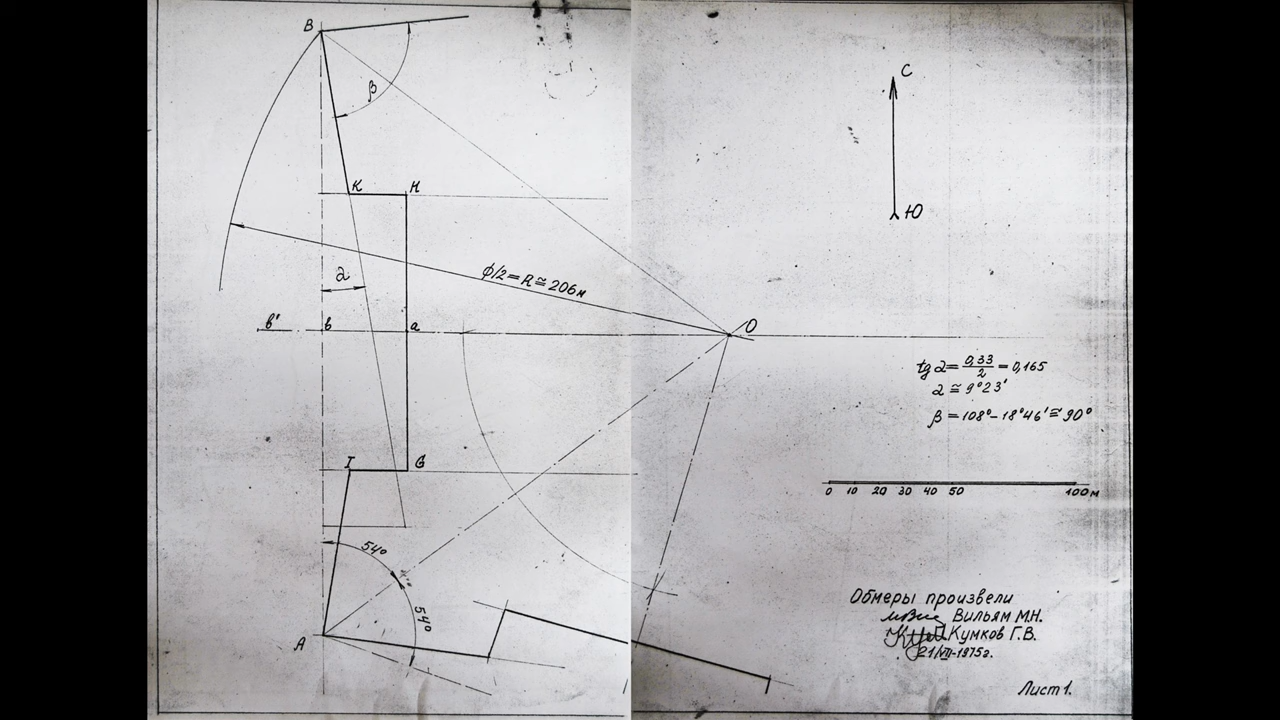 В
С
β
К
Н
Ю
ϕ/2=R≅206м
α
в'
в
а
О
tgα=0,33/2=0,165
α≅9°23'
β=108°-18°46'≅90°
I
G
0 10 20 30 40 50 100м
54°
54°
А
Обмеры произвели
Вильям М.Н.
Кумков Г.В.
21/VII-1975г.
Лист 1.